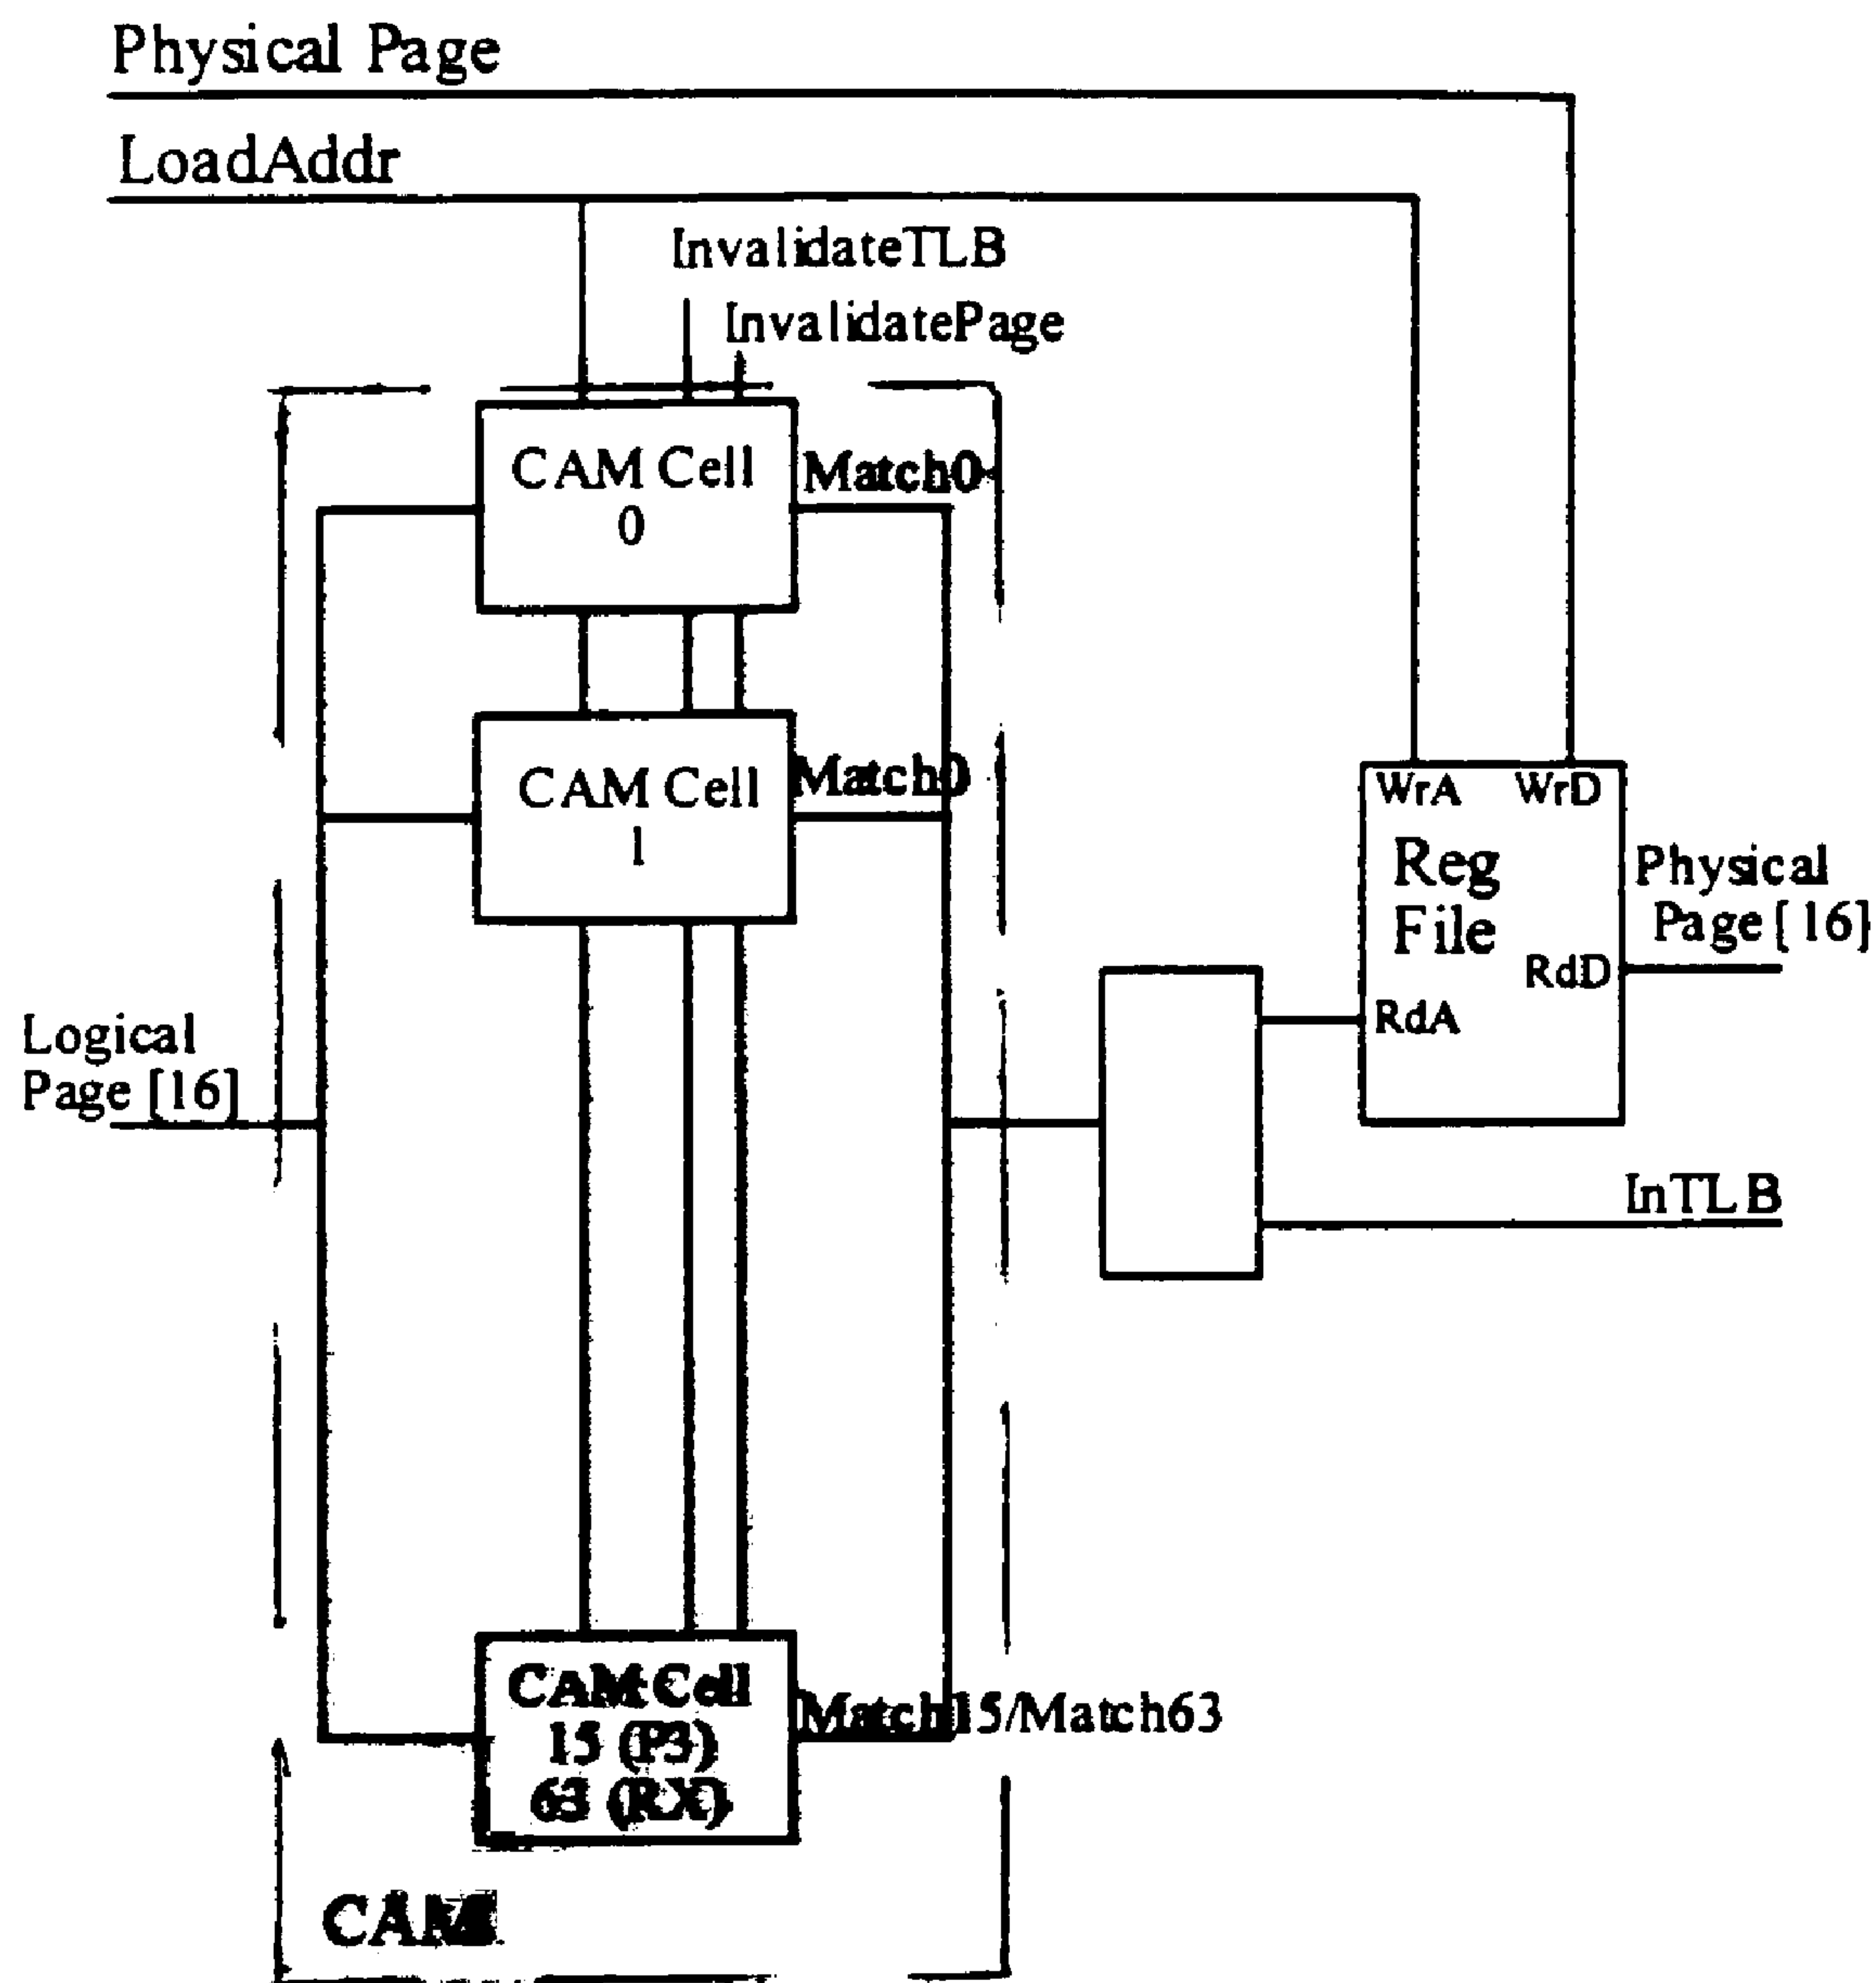 Physical Page
LoadAddr
InvalidateTLB
InvalidatePage
CAM Cell
0
Match0
CAM Cell
1
Match0
WrA WrD
Reg
File
RdD
RdA
Physical
Page[16]
Logical
Page [16]
InTLB
CAM Cell
15 (P3)
63 (RX)
Match15/Match63
CAM